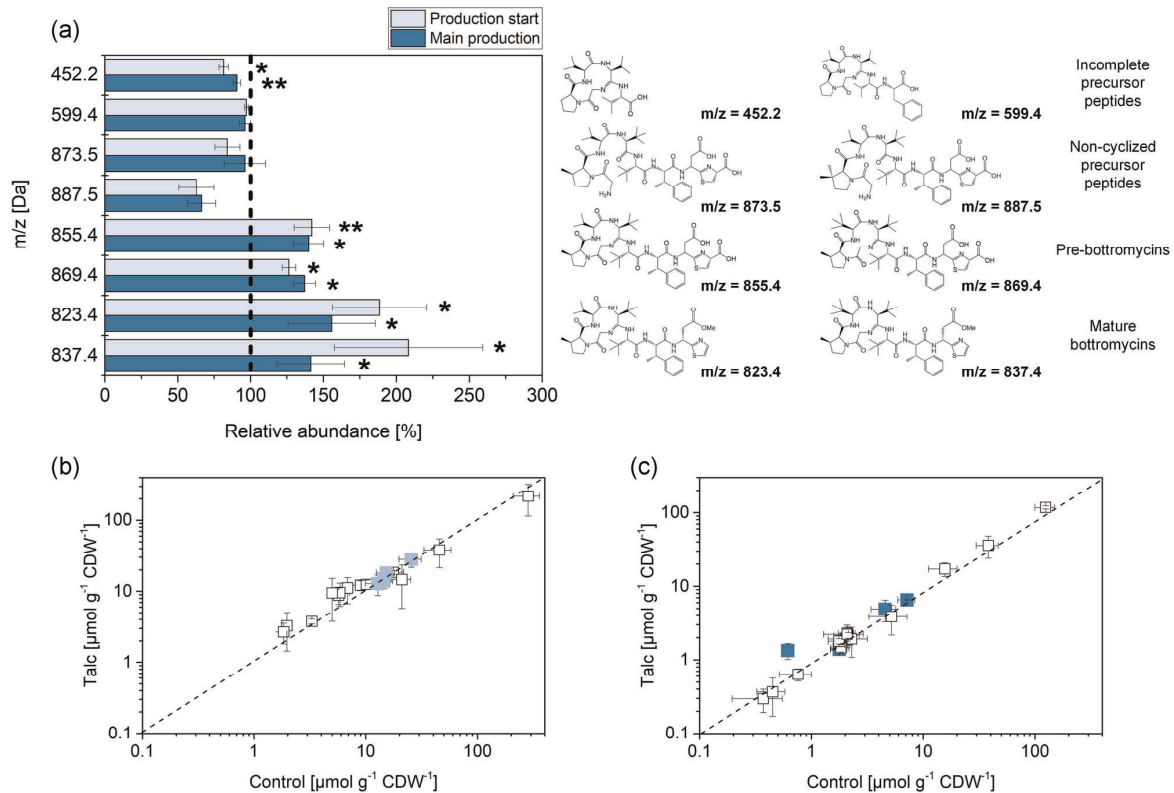 (a)
Production start
Main production
m/z [Da]
452.2
599.4
873.5
887.5
855.4
869.4
823.4
837.4
*
**
**
*
*
*
*
*
*
*
0
50
100
150
200
250
300
Relative abundance [%]
m/z = 452.2
m/z = 599.4
Incomplete
precursor
peptides
m/z = 873.5
m/z = 887.5
Non-cyclized
precursor
peptides
m/z = 855.4
m/z = 869.4
Pre-bottromycins
m/z = 823.4
m/z = 837.4
Mature
bottromycins
(b)
Talc [µmol g⁻¹ CDW⁻¹]
100
10
1
0.1
0.1
1
10
100
Control [µmol g⁻¹ CDW⁻¹]
(c)
Talc [µmol g⁻¹ CDW⁻¹]
100
10
1
0.1
0.1
1
10
100
Control [µmol g⁻¹ CDW⁻¹]